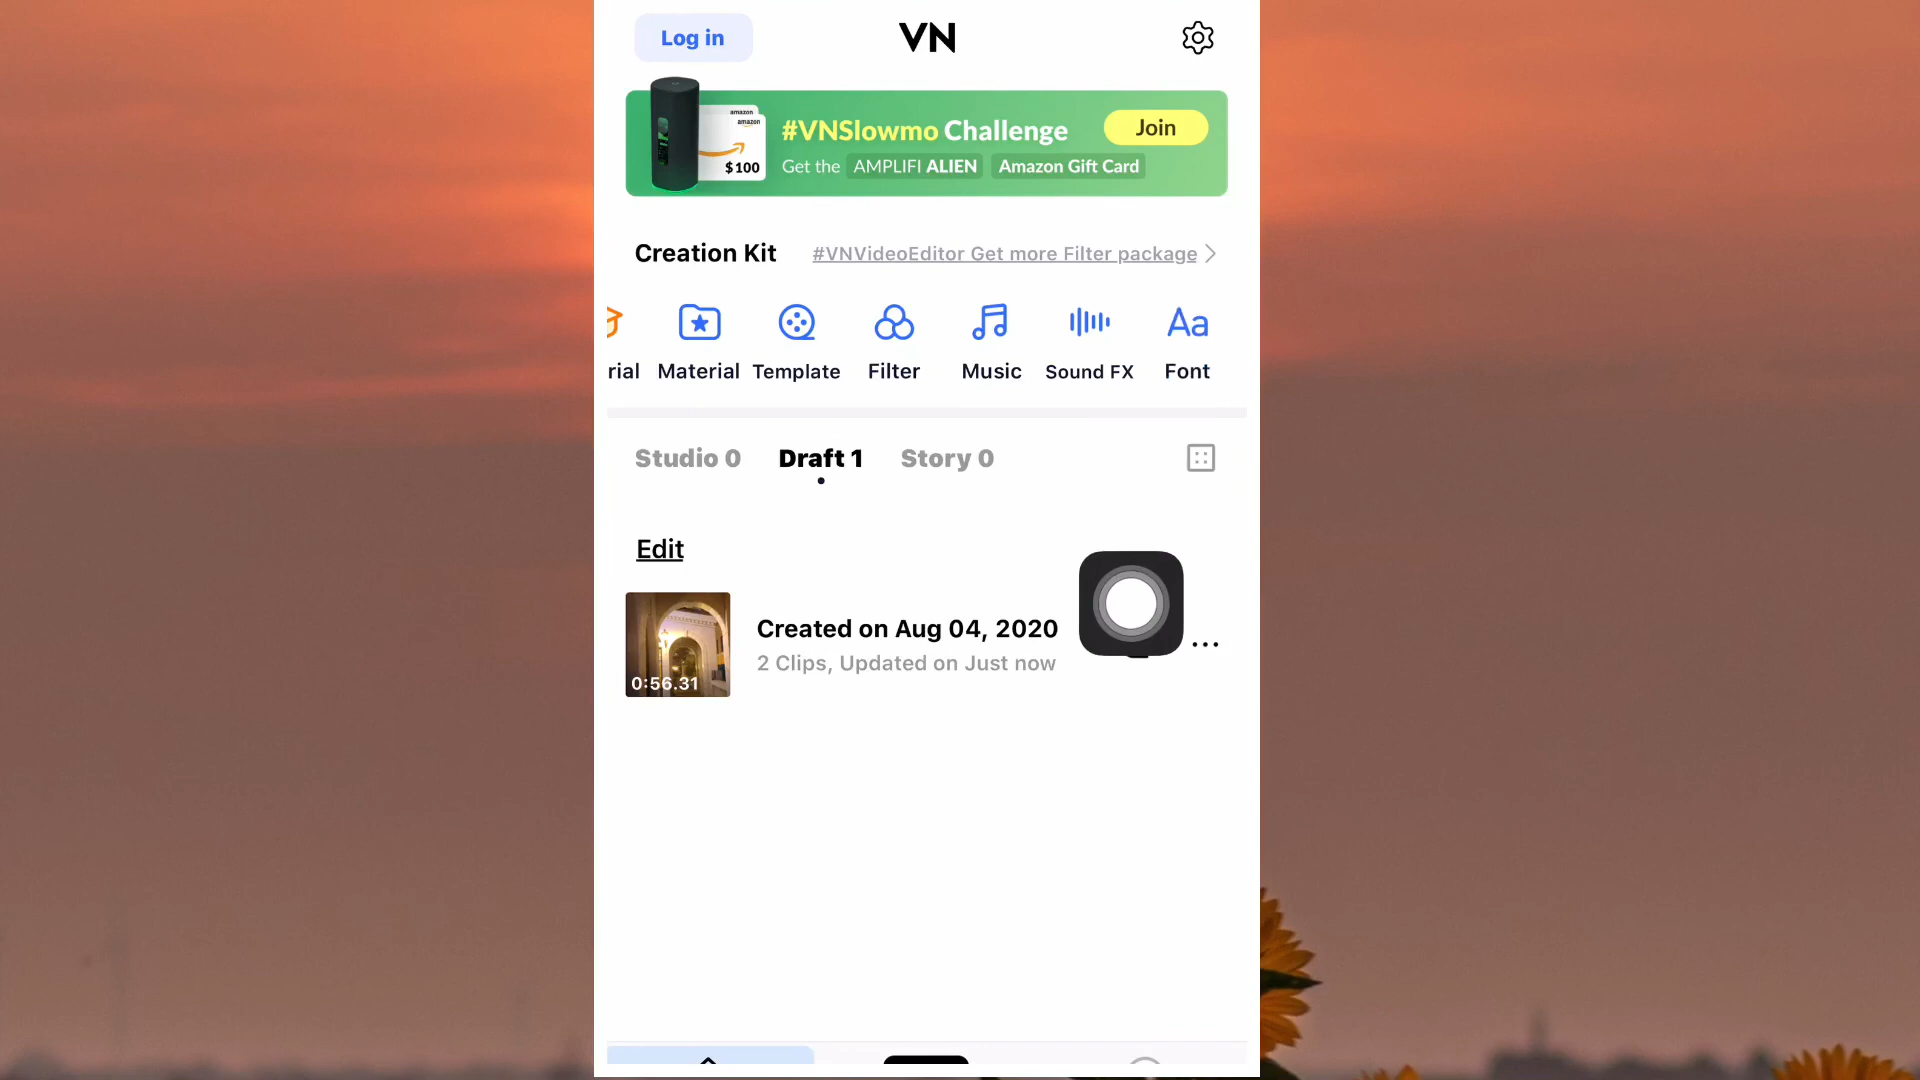 Log in
VN
amazon
amazon
$100
#VNSlowmo Challenge
Join
Get the AMPLIFI ALIEN Amazon Gift Card
Creation Kit
#VNVideoEditor Get more Filter package
rial
Material
Template
Filter
Music
Sound FX
Aa
Font
Studio 0
Draft 1
Story 0
Edit
0:56.31
Created on Aug 04, 2020
2 Clips, Updated on Just now